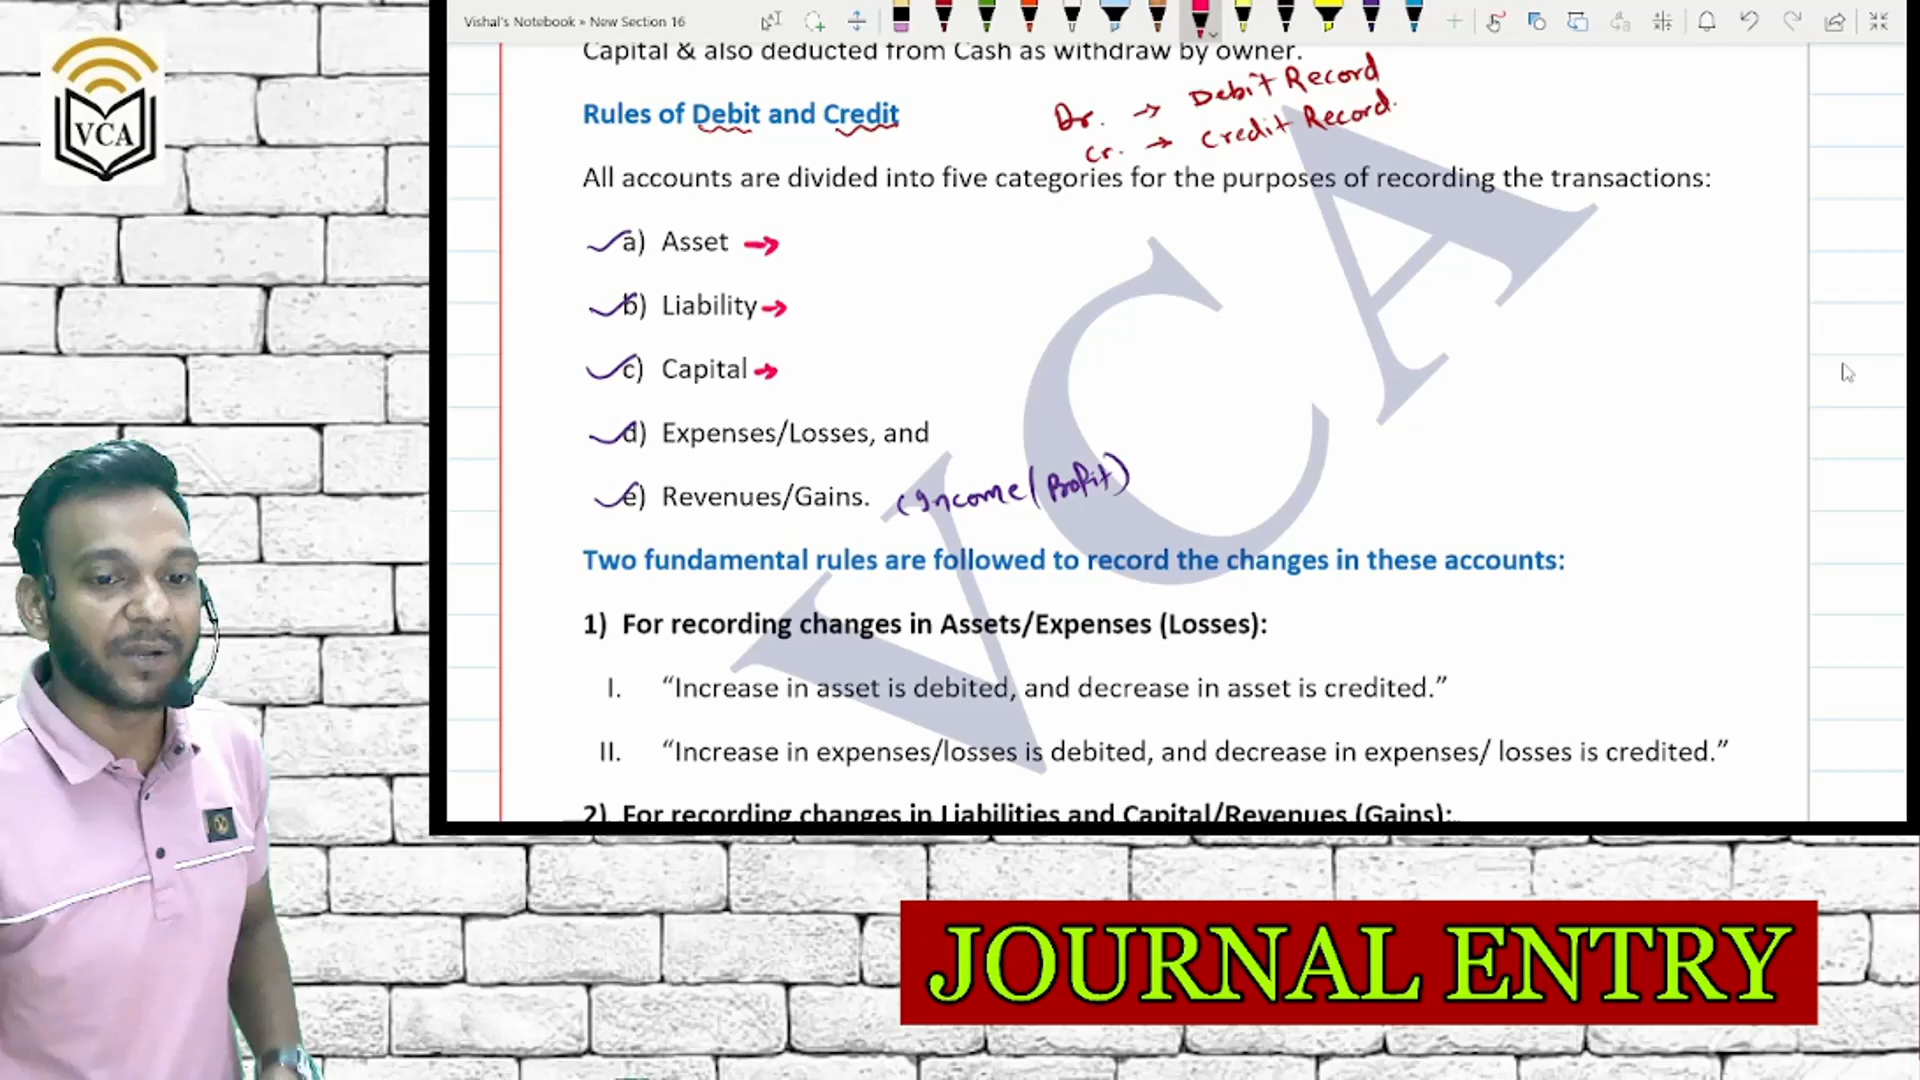 VCA
Vishal's Notebook » New Section 16
Capital & also deducted from Cash as withdraw by owner.
Rules of Debit and Credit
Dr. → Debit Record
Cr. → Credit Record.
All accounts are divided into five categories for the purposes of recording the transactions:
a) Asset →
b) Liability →
c) Capital →
d) Expenses/Losses, and
e) Revenues/Gains. (Income (Profit)
Two fundamental rules are followed to record the changes in these accounts:
1) For recording changes in Assets/Expenses (Losses):
I. “Increase in asset is debited, and decrease in asset is credited.”
II. “Increase in expenses/losses is debited, and decrease in expenses/ losses is credited.”
2) For recording changes in Liabilities and Capital/Revenues (Gains):
VCA
JOURNAL ENTRY